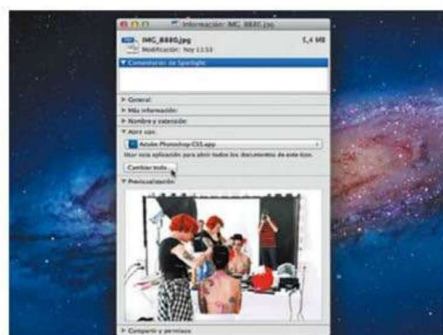 Información: IMG_8880.jpg
IMG_8880.jpg 5,4 MB
Modificación: hoy 13:50
Comentarios de Spotlight:
General:
Más información:
Nombre y extensión:
Abrir con:
Adobe Photoshop CS5.app
Usar esta aplicación para abrir todos los documentos de este tipo.
Cambiar todo...
Previsualización:
Compartir y permisos: